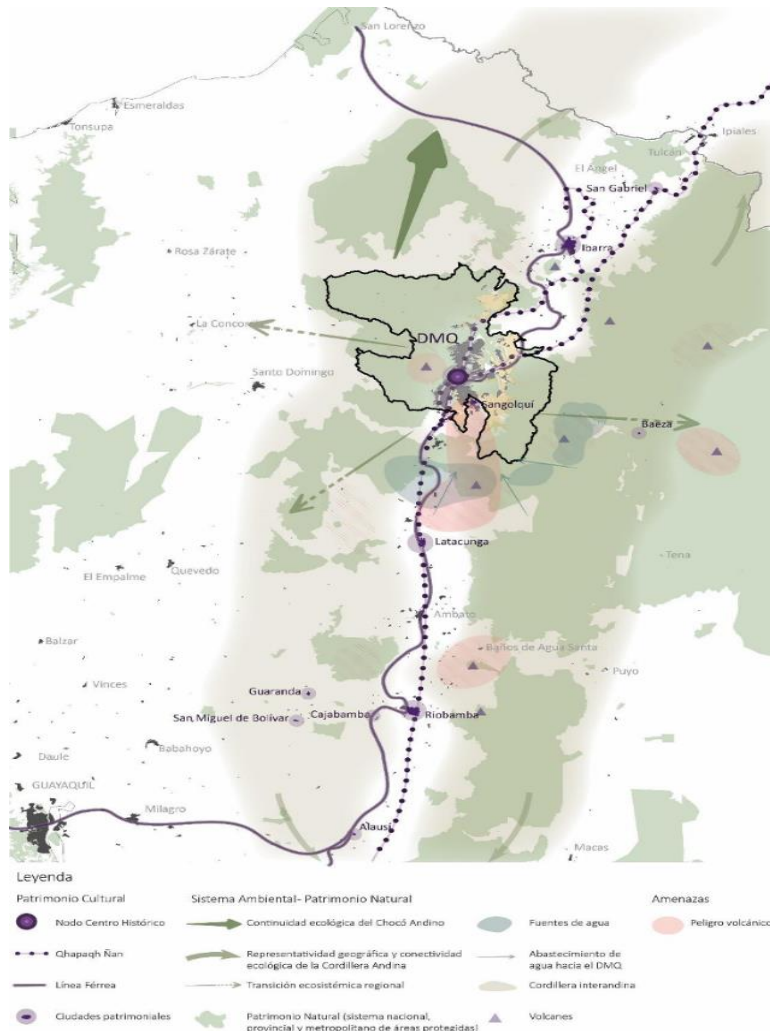 San Lorenzo
Esmeraldas
Tonsupa
Ipiales
Tulcán
El Angel
San Gabriel
Ibarra
Rosa Zárate
La Concord
DMQ
Santo Domingo
Sangolquí
Baeza
Latacunga
Tena
El Empalme
Quevedo
Ambato
Balzar
Baños de Agua Santa
Puyo
Vinces
Guaranda
San Miguel de Bolívar
Cajabamba
Riobamba
Babahoyo
Daule
GUAYAQUIL
Milagro
Alausí
Macas
Leyenda
Patrimonio Cultural
Sistema Ambiental- Patrimonio Natural
Amenazas
Nodo Centro Histórico
Continuidad ecológica del Chocó Andino
Fuentes de agua
Peligro volcánico
Qhapaqh Ñan
Representatividad geográfica y conectividad
ecológica de la Cordillera Andina
Abastecimiento de
agua hacia el DMQ
Línea Férrea
Transición ecosistémica regional
Cordillera interandina
Ciudades patrimoniales
Patrimonio Natural (sistema nacional,
provincial y metropolitano de áreas protegidas)
Volcanes